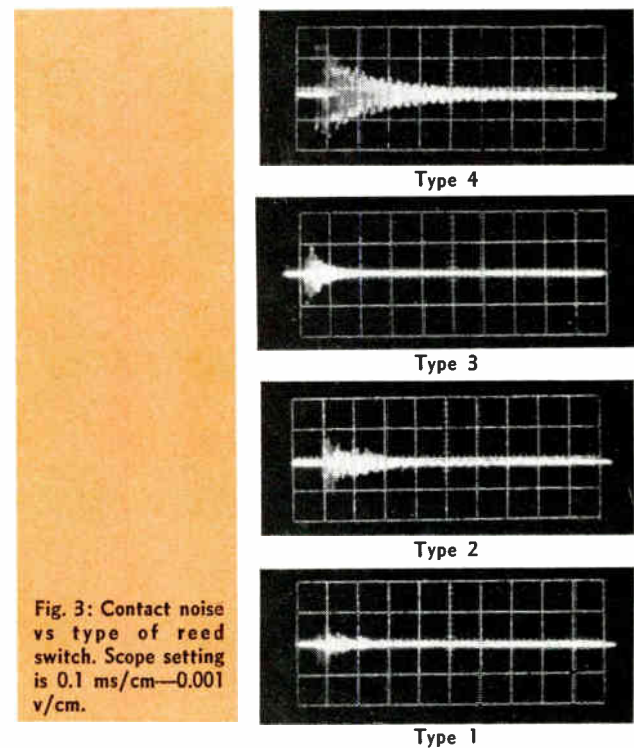 Type 4
Type 3
Type 2
Fig. 3: Contact noise
vs type of reed
switch. Scope setting
is 0.1 ms/cm—0.001
v/cm.
Type 1